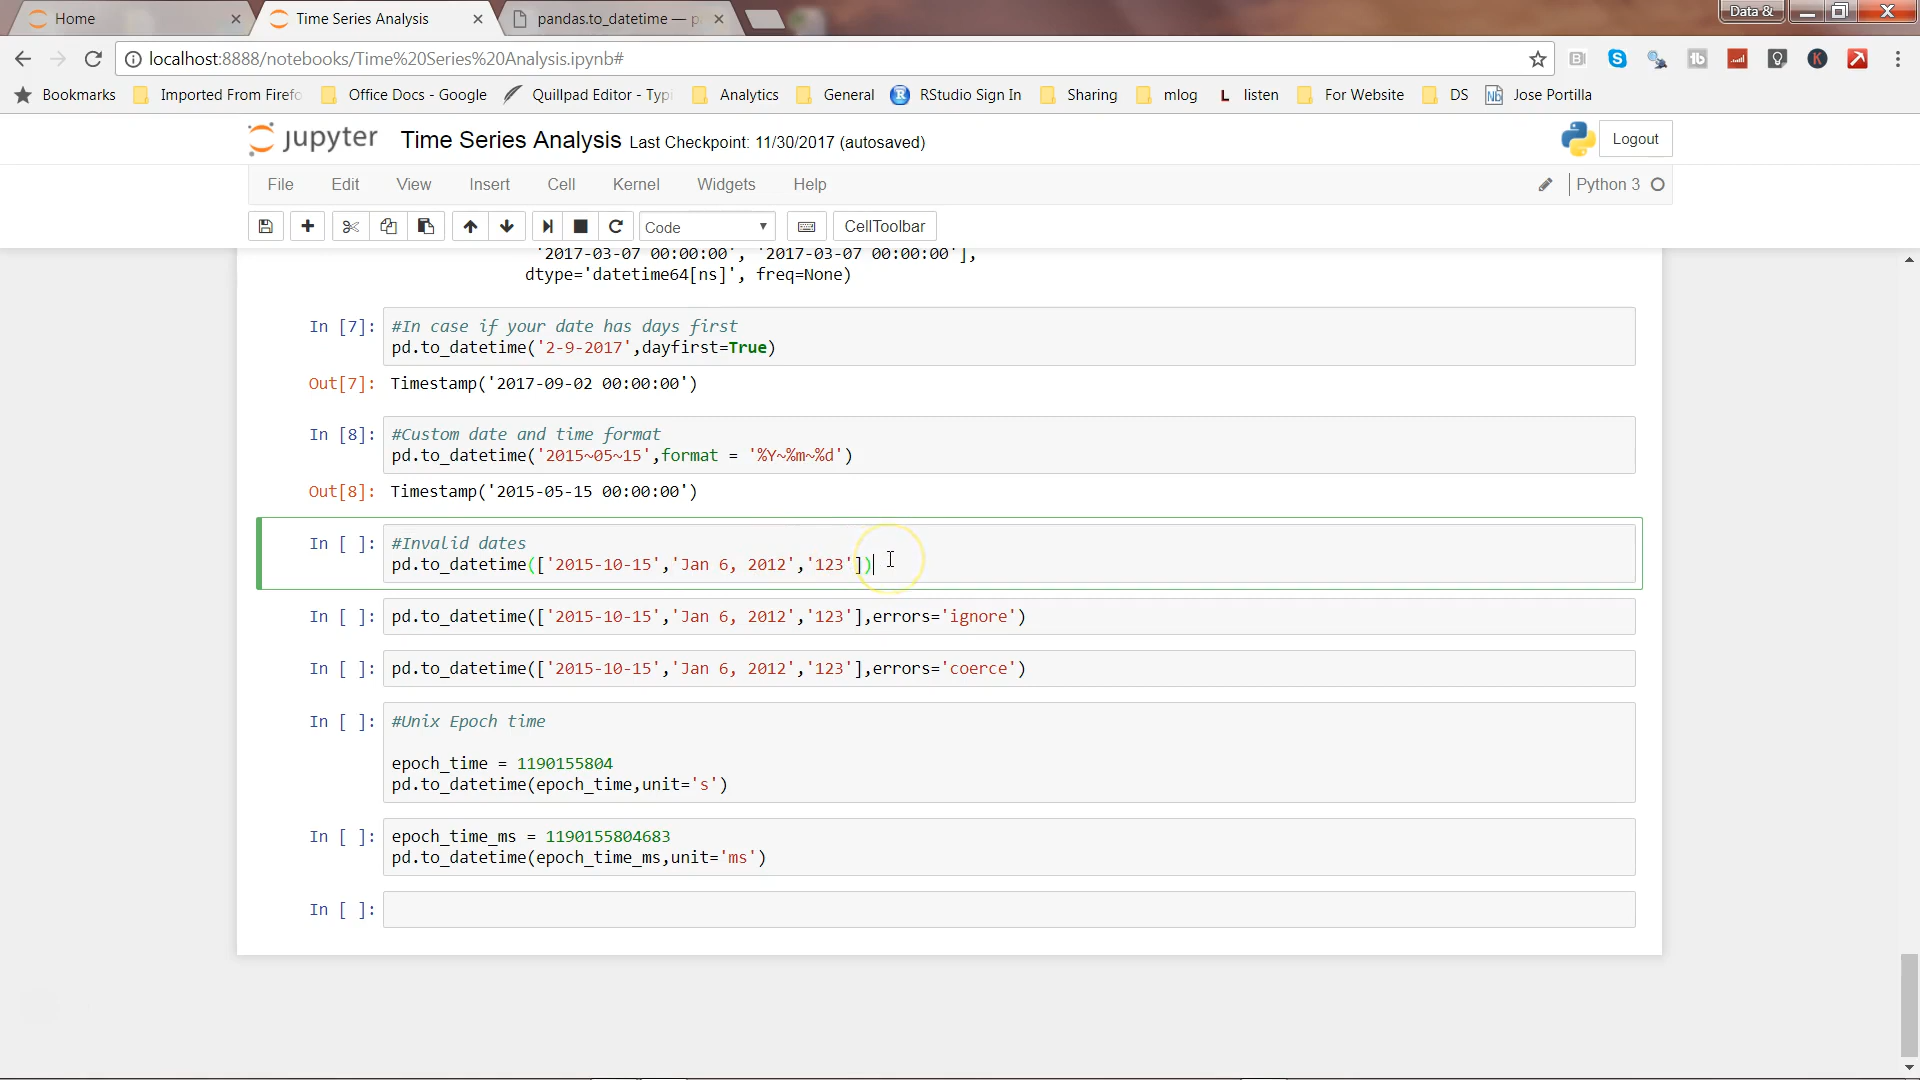 Home
Time Series Analysis
pandas.to_datetime — p
Data &
localhost:8888/notebooks/Time%20Series%20Analysis.ipynb#
Bookmarks
Imported From Firefo
Office Docs - Google
Quillpad Editor - Typi
Analytics
General
RStudio Sign In
Sharing
mlog
listen
For Website
DS
Jose Portilla
jupyter
Time Series Analysis Last Checkpoint: 11/30/2017 (autosaved)
Logout
File Edit View Insert Cell Kernel Widgets Help
Python 3
Code
CellToolbar
'2017-03-07 00:00:00', '2017-03-07 00:00:00'],
dtype='datetime64[ns]', freq=None)
In [7]: #In case if your date has days first
pd.to_datetime('2-9-2017',dayfirst=True)
Out[7]: Timestamp('2017-09-02 00:00:00')
In [8]: #Custom date and time format
pd.to_datetime('2015~05~15',format = '%Y~%m~%d')
Out[8]: Timestamp('2015-05-15 00:00:00')
In [ ]: #Invalid dates
pd.to_datetime(['2015-10-15','Jan 6, 2012','123'])
In [ ]: pd.to_datetime(['2015-10-15','Jan 6, 2012','123'],errors='ignore')
In [ ]: pd.to_datetime(['2015-10-15','Jan 6, 2012','123'],errors='coerce')
In [ ]: #Unix Epoch time
epoch_time = 1190155804
pd.to_datetime(epoch_time,unit='s')
In [ ]: epoch_time_ms = 1190155804683
pd.to_datetime(epoch_time_ms,unit='ms')
In [ ]: